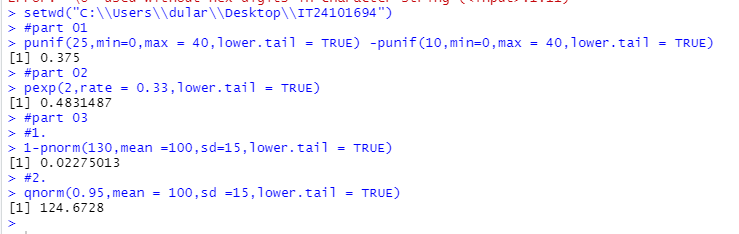 > setwd("C:\\Users\\dular\\Desktop\\IT24101694")
> #part 01
> punif(25,min=0,max = 40,lower.tail = TRUE) -punif(10,min=0,max = 40,lower.tail = TRUE)
[1] 0.375
> #part 02
> pexp(2,rate = 0.33,lower.tail = TRUE)
[1] 0.4831487
> #part 03
> #1.
> 1-pnorm(130,mean =100,sd=15,lower.tail = TRUE)
[1] 0.02275013
> #2.
> qnorm(0.95,mean = 100,sd =15,lower.tail = TRUE)
[1] 124.6728
>